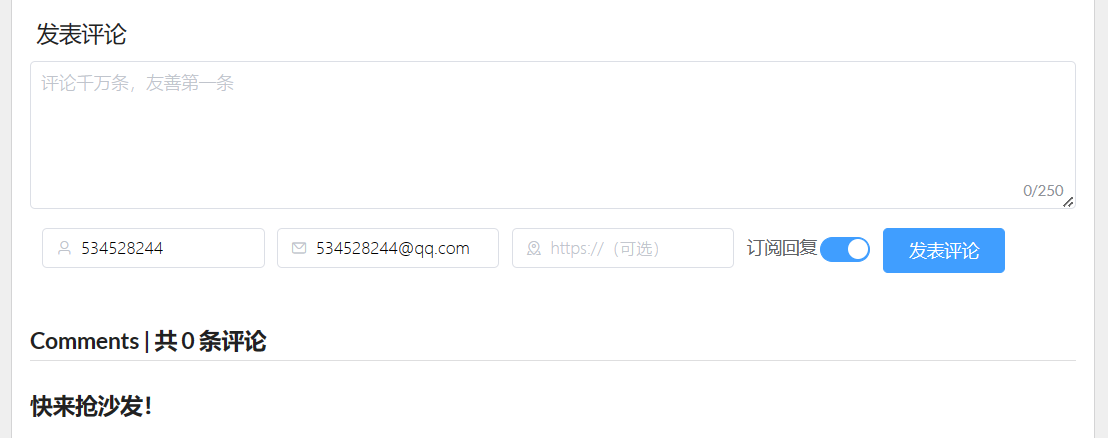 发表评论
评论千万条，友善第一条
0/250
534528244 534528244@qq.com https://（可选） 订阅回复 发表评论
Comments | 共 0 条评论
快来抢沙发！